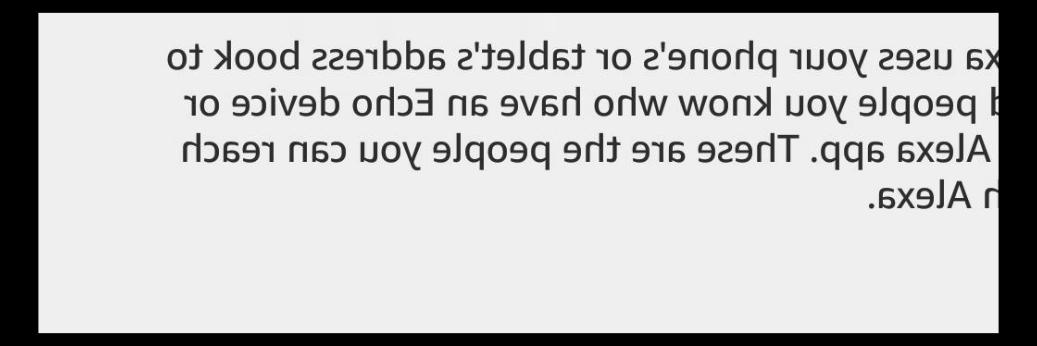 xa uses your phone's or tablet's address book to
d people you know who have an Echo device or
Alexa app. These are the people you can reach
h Alexa.